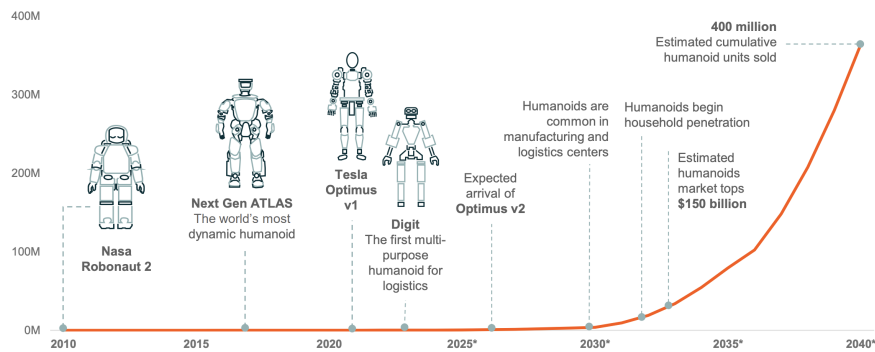 400M
300M
200M
100M
0M
Nasa
Robonaut 2
Next Gen ATLAS
The world's most
dynamic humanoid
Tesla
Optimus
v1
Digit
The first multi-
purpose
humanoid for
logistics
Expected
arrival of
Optimus v2
Humanoids are
common in
manufacturing and
logistics centers
Humanoids begin
household penetration
Estimated
humanoids
market tops
$150 billion
400 million
Estimated cumulative
humanoid units sold
2010
2015
2020
2025*
2030*
2035*
2040*